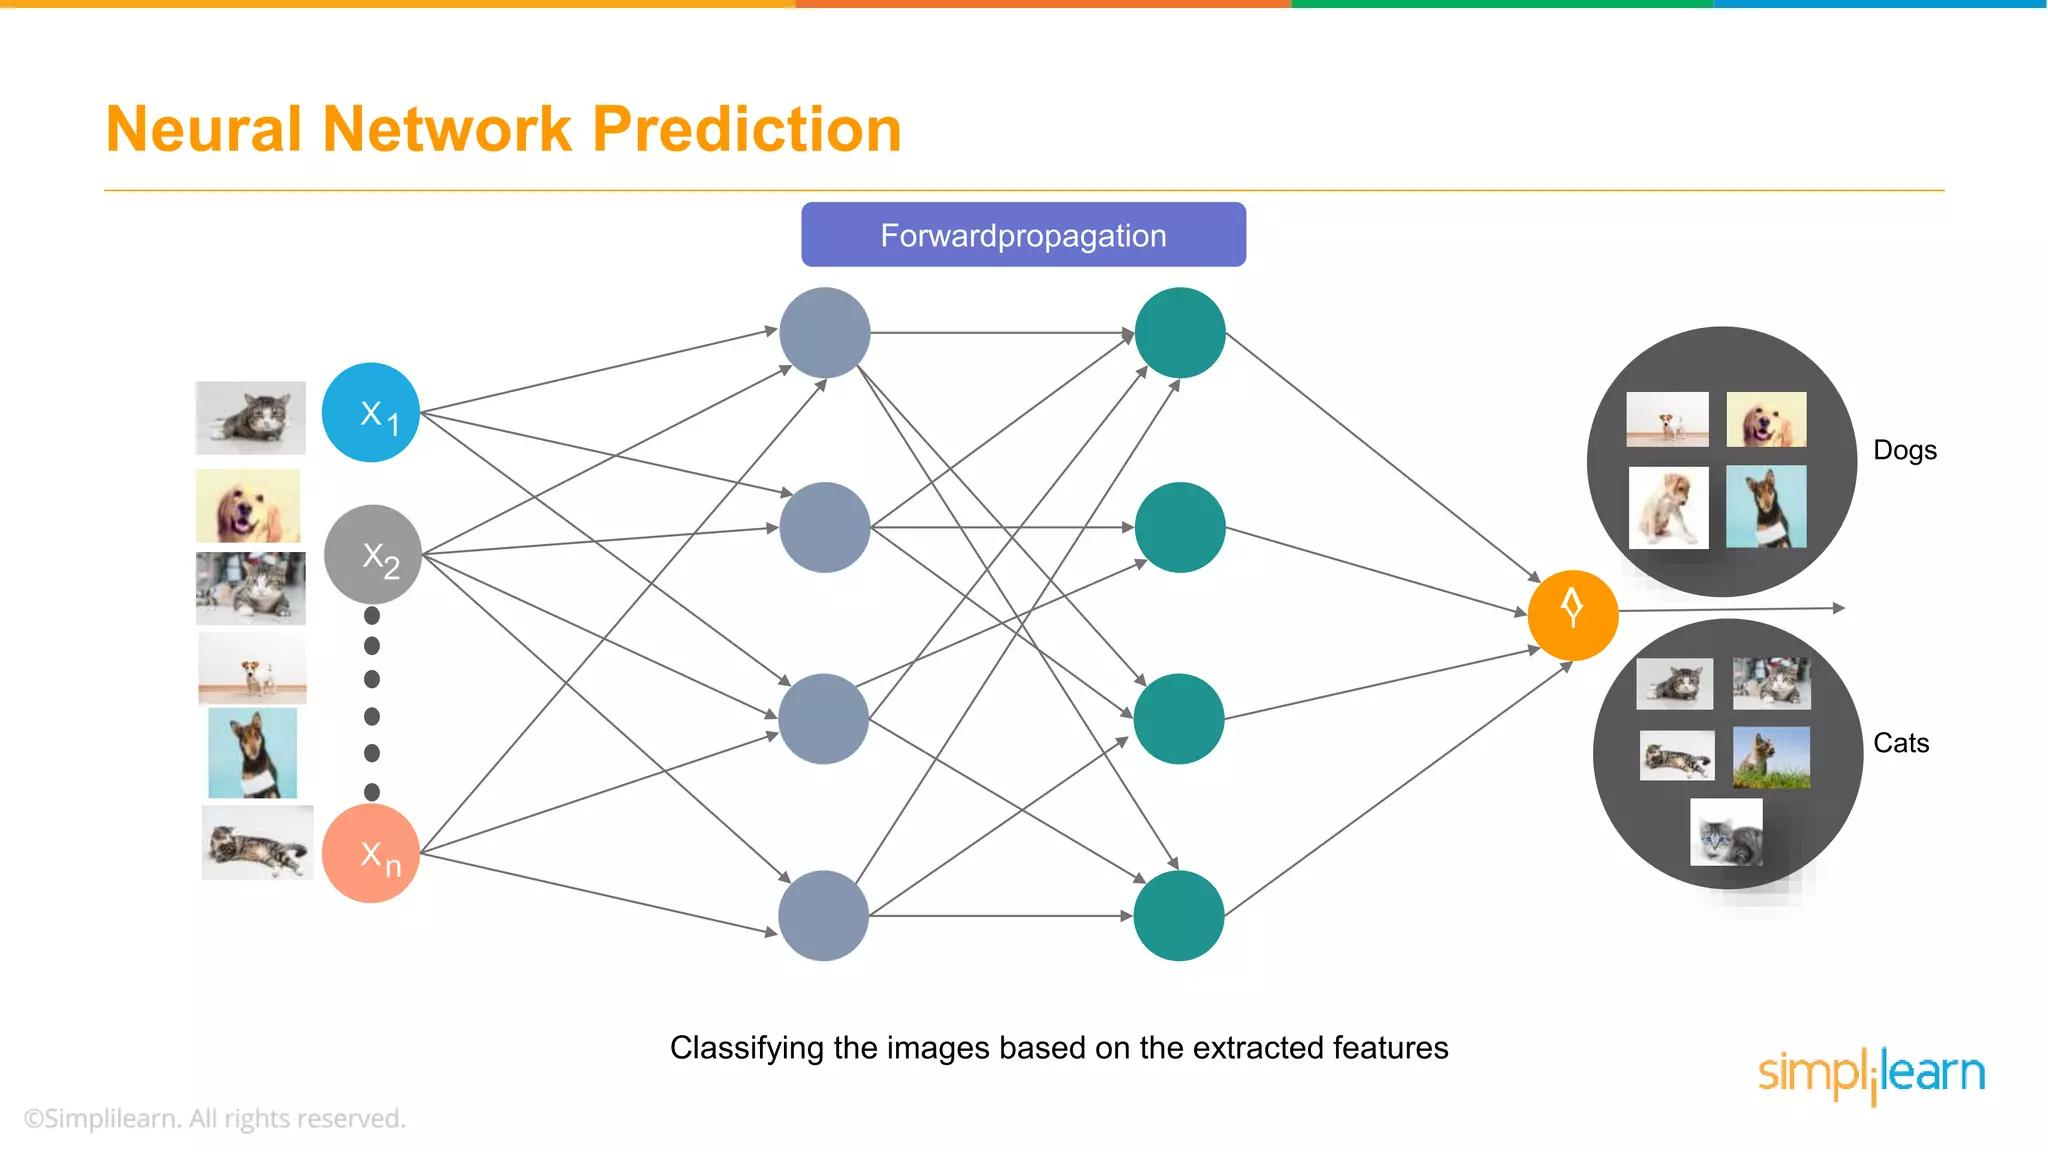 Neural Network Prediction
Forwardpropagation
X1
X2
Xn
Ŷ
Dogs
Cats
Classifying the images based on the extracted features
simplilearn
©Simplilearn. All rights reserved.